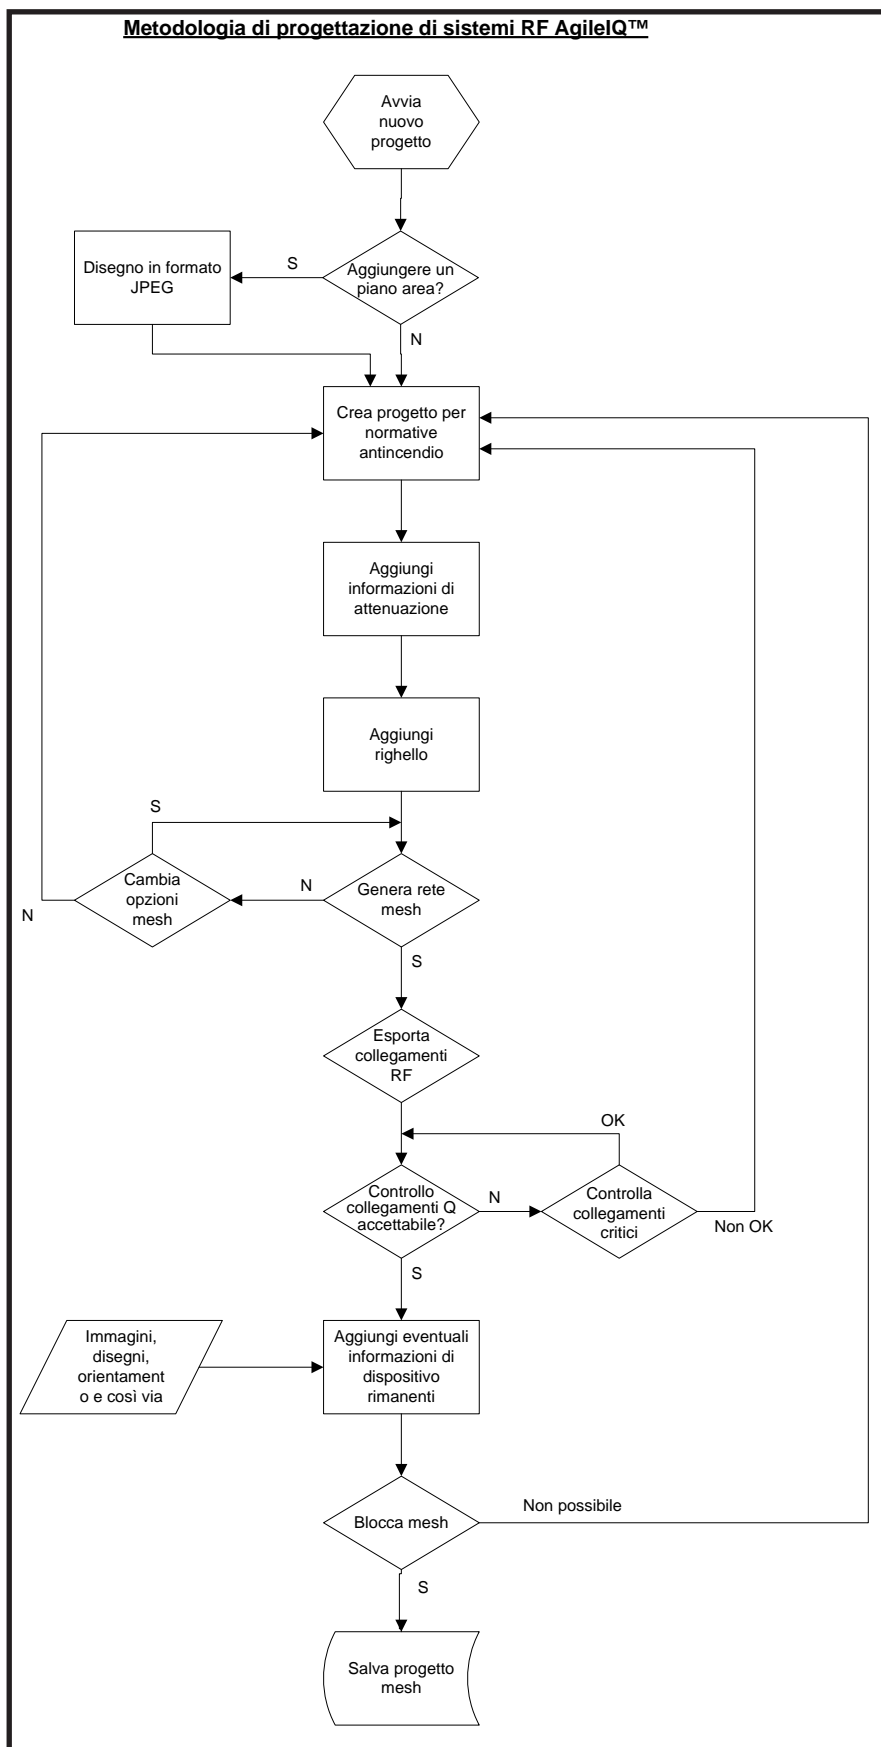 Metodologia di progettazione di sistemi RF AgileIQ™
Avvia
nuovo
progetto
Aggiungere un
piano area?
S
Disegno in formato
JPEG
N
Crea progetto per
normative
antincendio
Aggiungi
informazioni di
attenuazione
Aggiungi
righello
S
Genera rete
mesh
N
Cambia
opzioni
mesh
N
S
Esporta
collegamenti
RF
OK
Controllo
collegamenti Q
accettabile?
N
Controlla
collegamenti
critici
Non OK
S
Immagini,
disegni,
orientament
o e così via
Aggiungi eventuali
informazioni di
dispositivo
rimanenti
Blocca mesh
Non possibile
S
Salva progetto
mesh